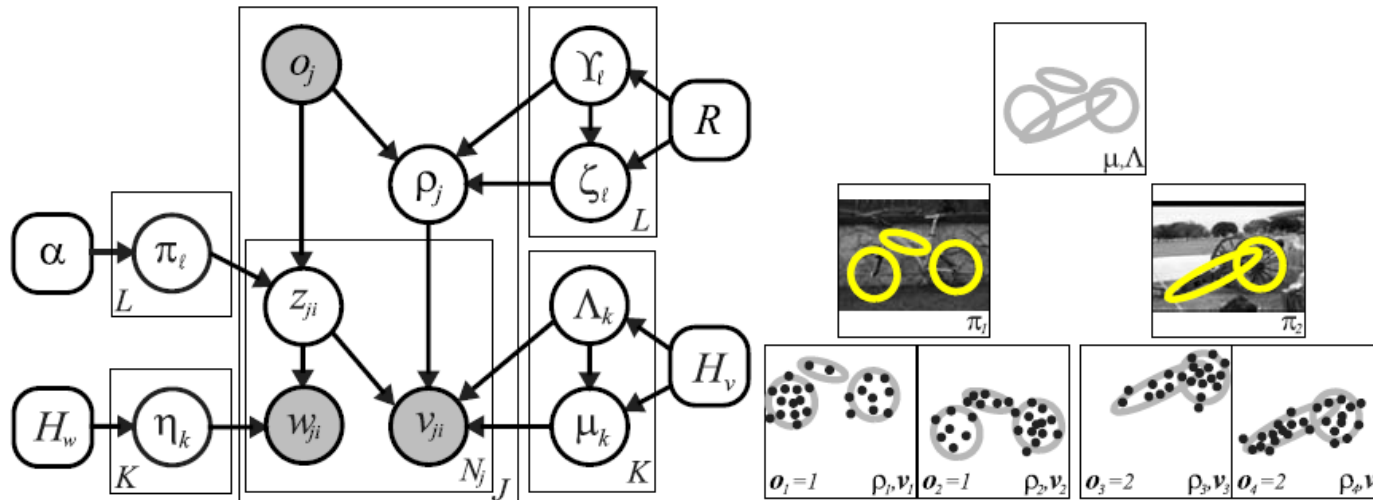 o_j
ϒ_ℓ
R
ρ_j
ζ_ℓ
L
α
π_ℓ
L
z_ji
Λ_k
H_v
H_w
η_k
K
w_ji
v_ji
N_j
J
μ_k
K
μ,Λ
π_1
π_2
o_1=1 ρ_1,v_1
o_2=1 ρ_2,v_2
o_3=2 ρ_3,v_3
o_4=2 ρ_4,v